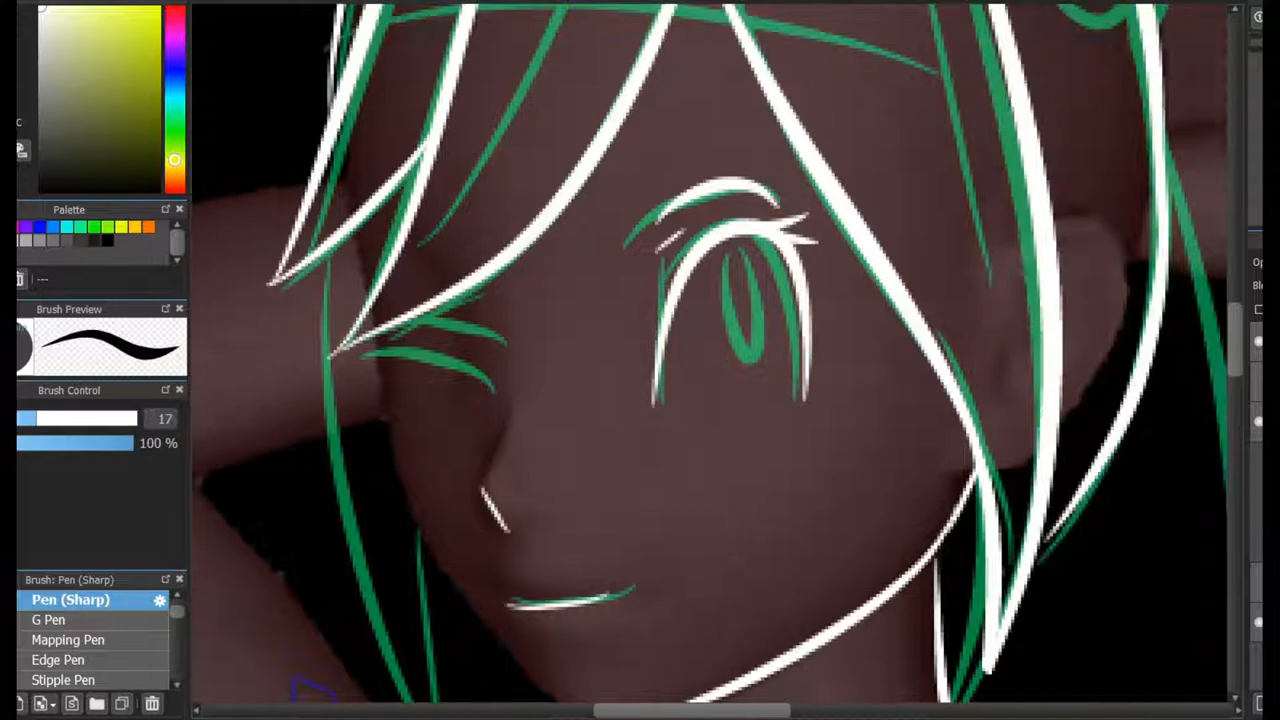 Palette
---
Brush Preview
Brush Control
17
100 %
Brush: Pen (Sharp)
Pen (Sharp)
G Pen
Mapping Pen
Edge Pen
Stipple Pen